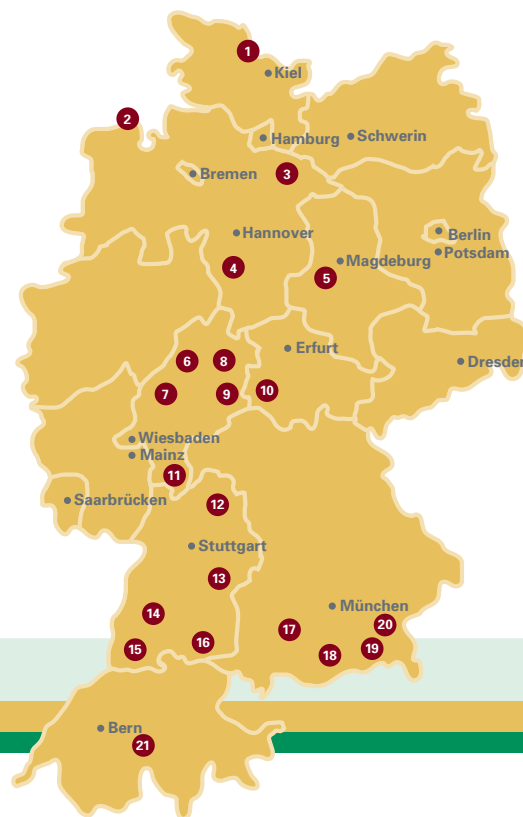 1
Kiel
2
Hamburg
Schwerin
Bremen
3
Hannover
Berlin
4
Magdeburg
Potsdam
5
Erfurt
6
8
Dresden
7
9
10
Wiesbaden
Mainz
11
Saarbrücken
12
Stuttgart
13
München
14
20
17
16
15
18
19
Bern
21